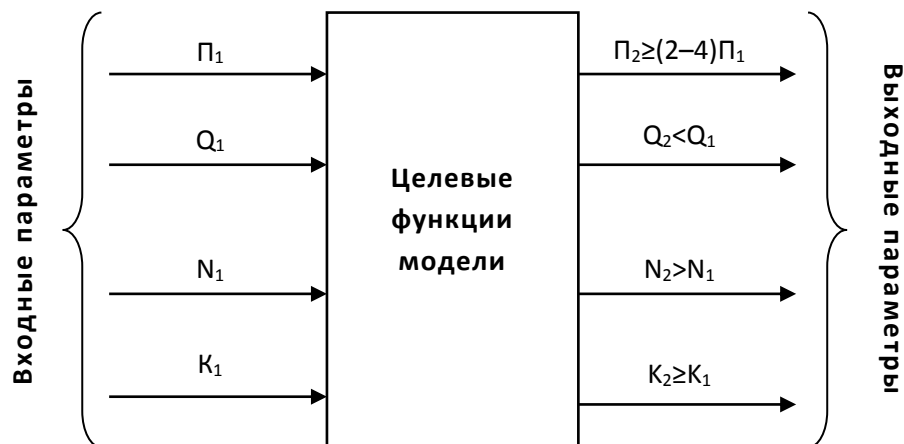 Входные параметры
П₁
Q₁
N₁
К₁
Целевые
функции
модели
П₂≥(2–4)П₁
Q₂<Q₁
N₂>N₁
К₂≥К₁
Выходные параметры